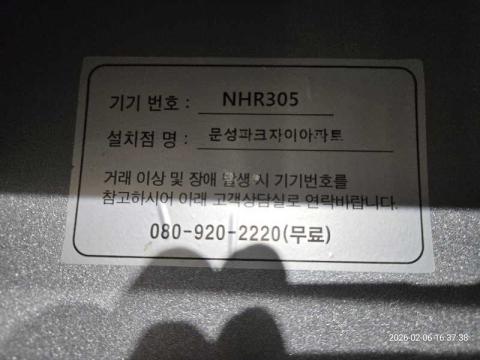 기기 번호 : NHR305
설치점 명 : 문성파크자이아파트
거래 이상 및 장애 발생 시 기기번호를
참고하시어 아래 고객상담실로 연락바랍니다.
080-920-2220(무료)
2026-02-06 16:37:38